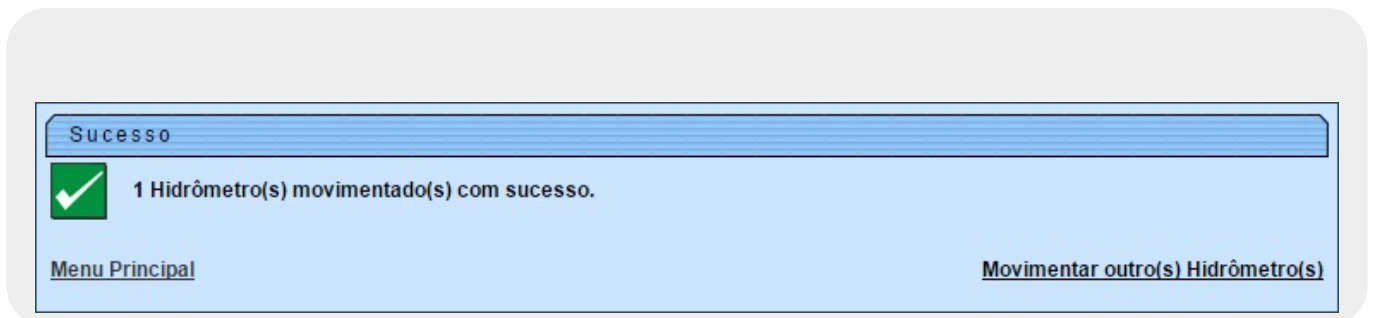 Sucesso
1 Hidrômetro(s) movimentado(s) com sucesso.
Menu Principal
Movimentar outro(s) Hidrômetro(s)